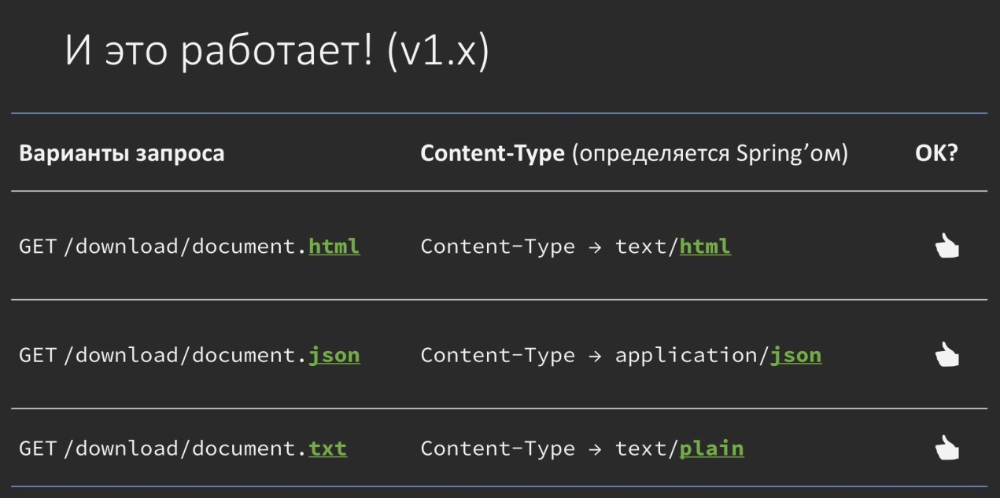 И это работает! (v1.x)
Варианты запроса Content-Type (определяется Spring’ом) OK?
GET /download/document.html Content-Type → text/html
GET /download/document.json Content-Type → application/json
GET /download/document.txt Content-Type → text/plain